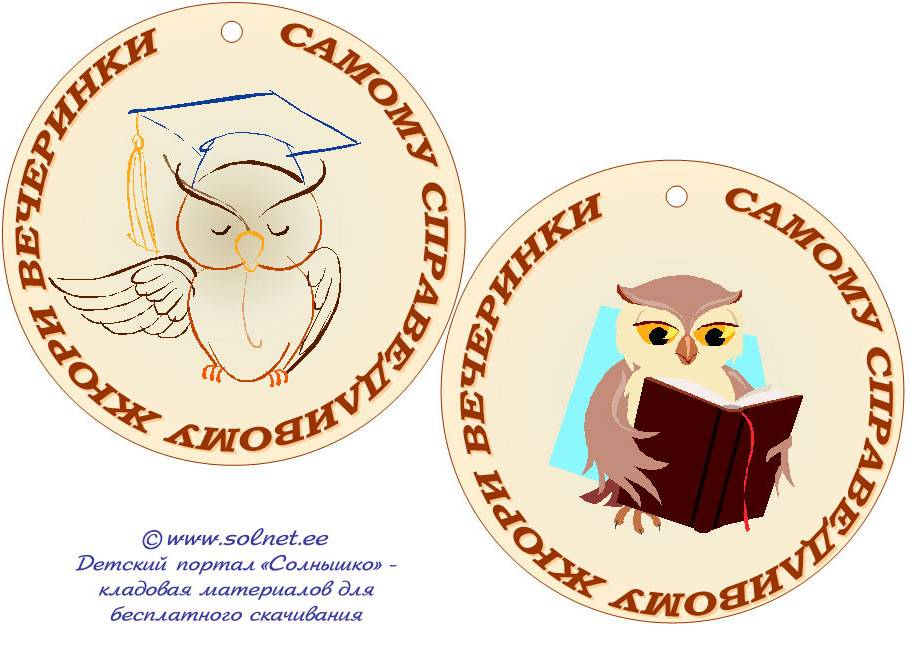 САМОМУ СПРАВЕДЛИВОМУ ЖЮРИ ВЕЧЕРИНКИ
САМОМУ СПРАВЕДЛИВОМУ ЖЮРИ ВЕЧЕРИНКИ
© www.solnet.ee
Детский портал «Солнышко» -
кладовая материалов для
бесплатного скачивания